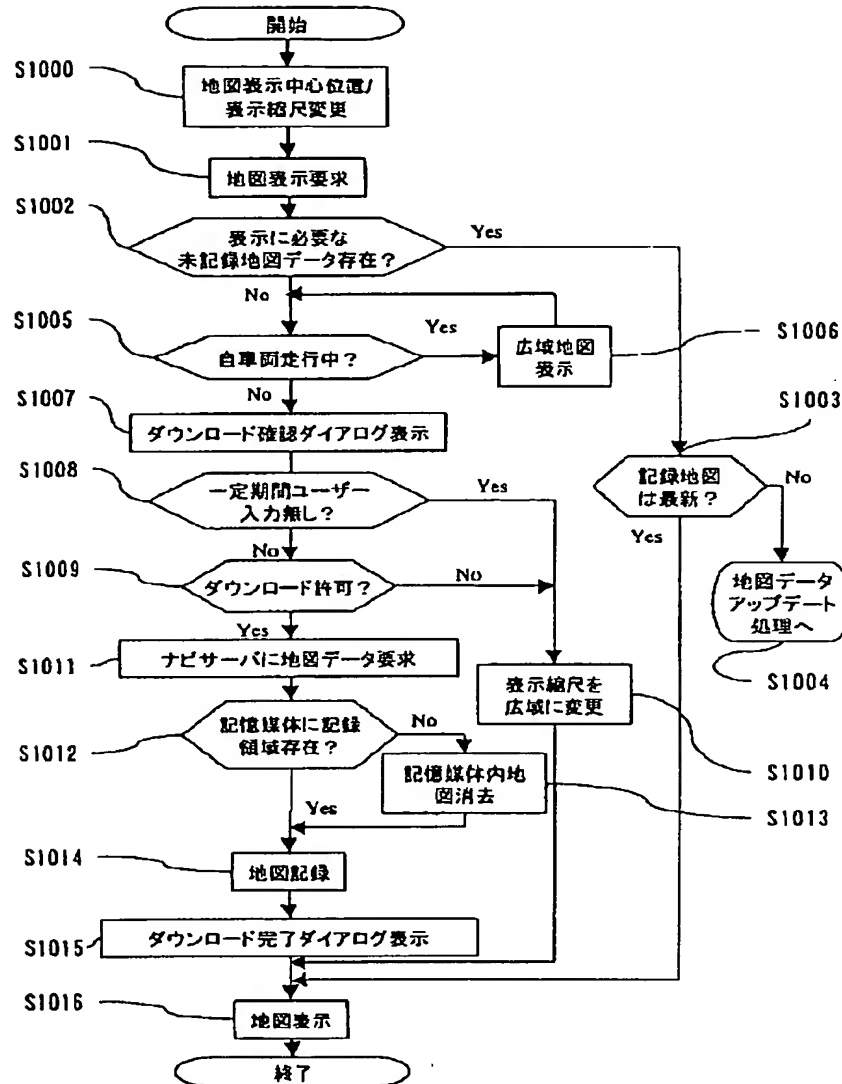 開始
S1000
地図表示中心位置/
表示縮尺変更
S1001
地図表示要求
S1002
表示に必要な
未記録地図データ存在?
Yes
No
S1005
自車両走行中?
Yes
広域地図
表示
S1006
No
S1007
ダウンロード確認ダイアログ表示
S1003
記録地図
は最新?
No
Yes
S1008
一定期間ユーザー
入力無し?
Yes
No
S1009
ダウンロード許可?
No
Yes
地図データ
アップデート
処理へ
S1004
S1011
ナビサーバに地図データ要求
表示縮尺を
広域に変更
S1010
S1012
記憶媒体に記録
領域存在?
No
Yes
記憶媒体内地
図消去
S1013
S1014
地図記録
S1015
ダウンロード完了ダイアログ表示
S1016
地図表示
終了